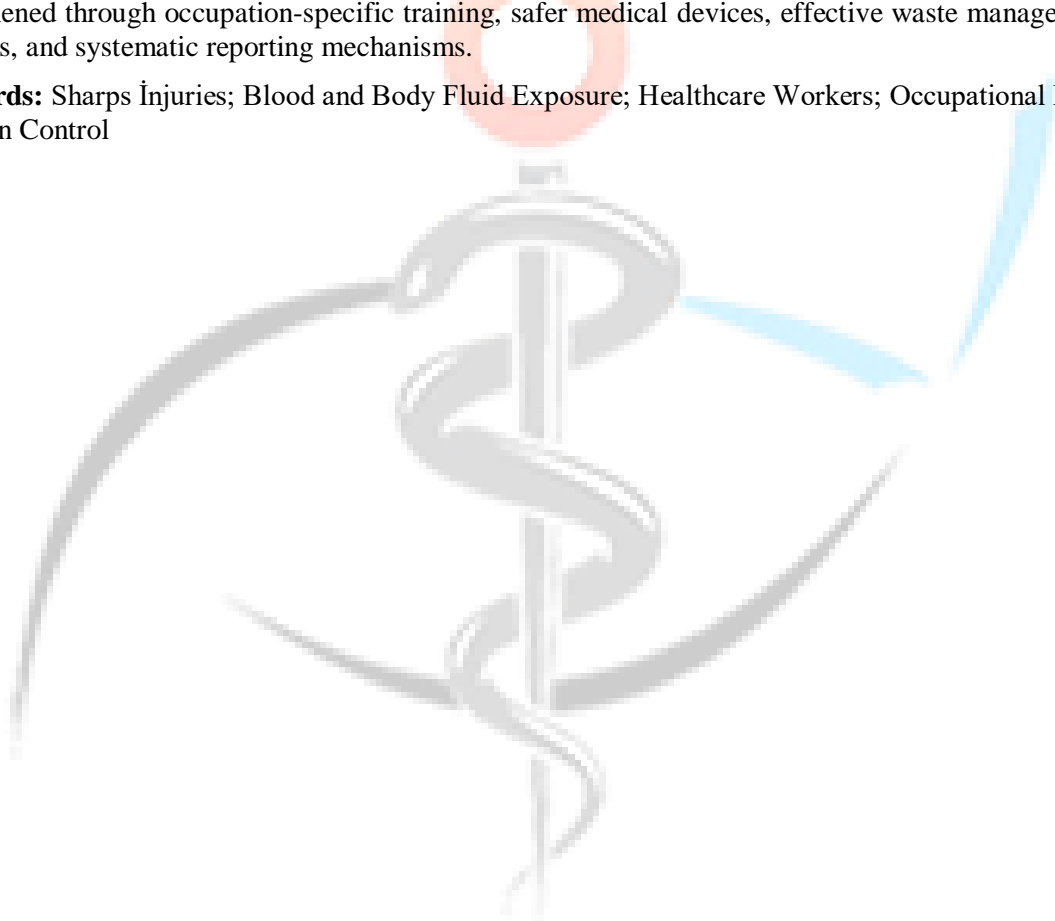 ened through occupation-specific training, safer medical devices, effective waste manage
s, and systematic reporting mechanisms.
rds: Sharps İnjuries; Blood and Body Fluid Exposure; Healthcare Workers; Occupational
n Control